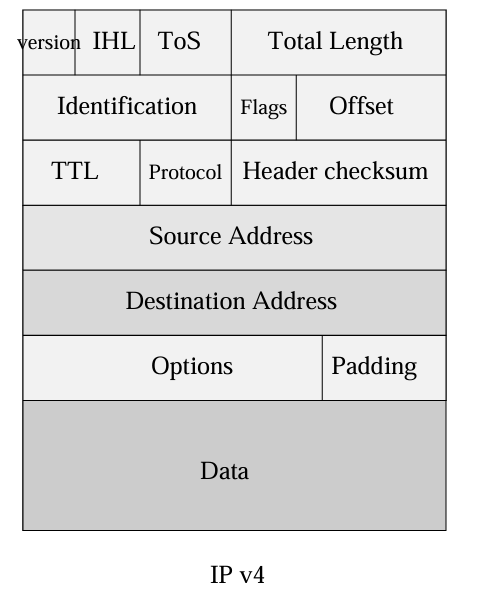 version IHL ToS Total Length
Identification Flags Offset
TTL Protocol Header checksum
Source Address
Destination Address
Options Padding
Data
IP v4